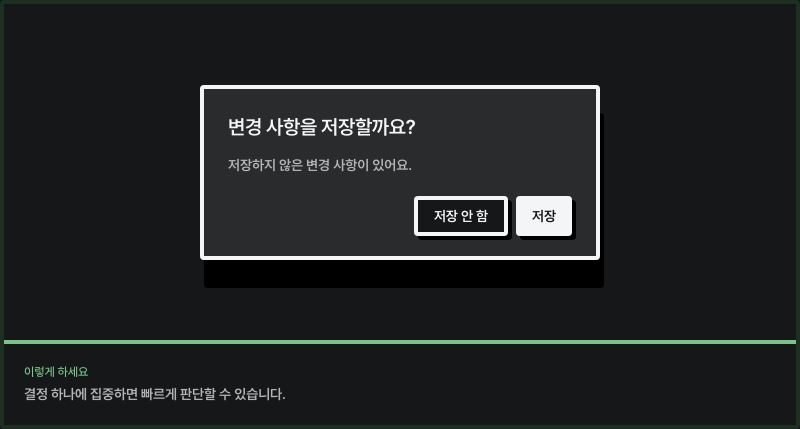 변경 사항을 저장할까요?
저장하지 않은 변경 사항이 있어요.
저장 안 함
저장
이렇게 하세요
결정 하나에 집중하면 빠르게 판단할 수 있습니다.